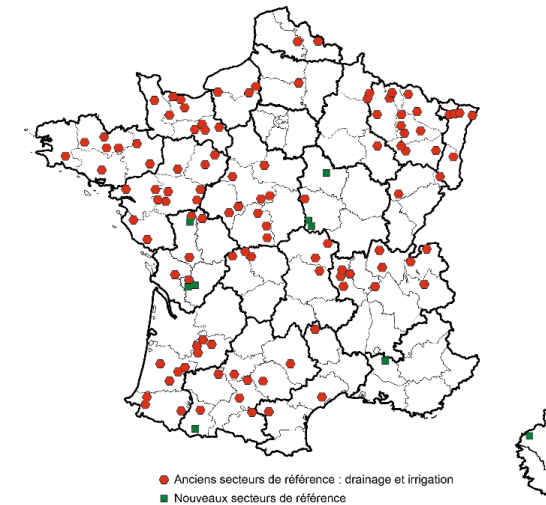 Anciens secteurs de référence : drainage et irrigation
Nouveaux secteurs de référence